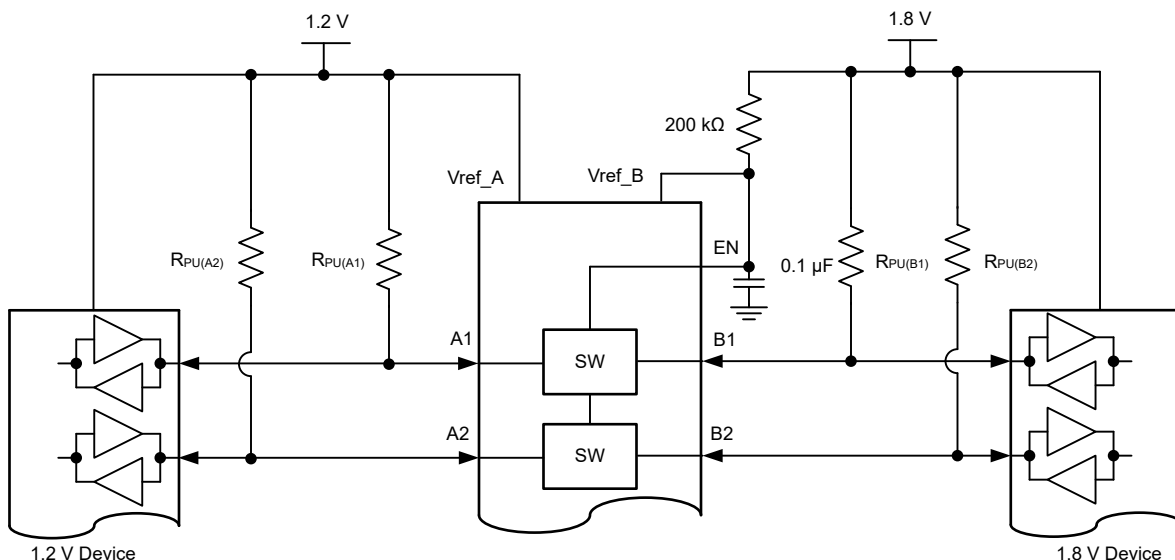 1.2 V
1.8 V
200 kΩ
Vref_A
Vref_B
EN
RPU(A2)
RPU(A1)
0.1 µF
RPU(B1)
RPU(B2)
A1
SW
B1
A2
SW
B2
1.2 V Device
1.8 V Device